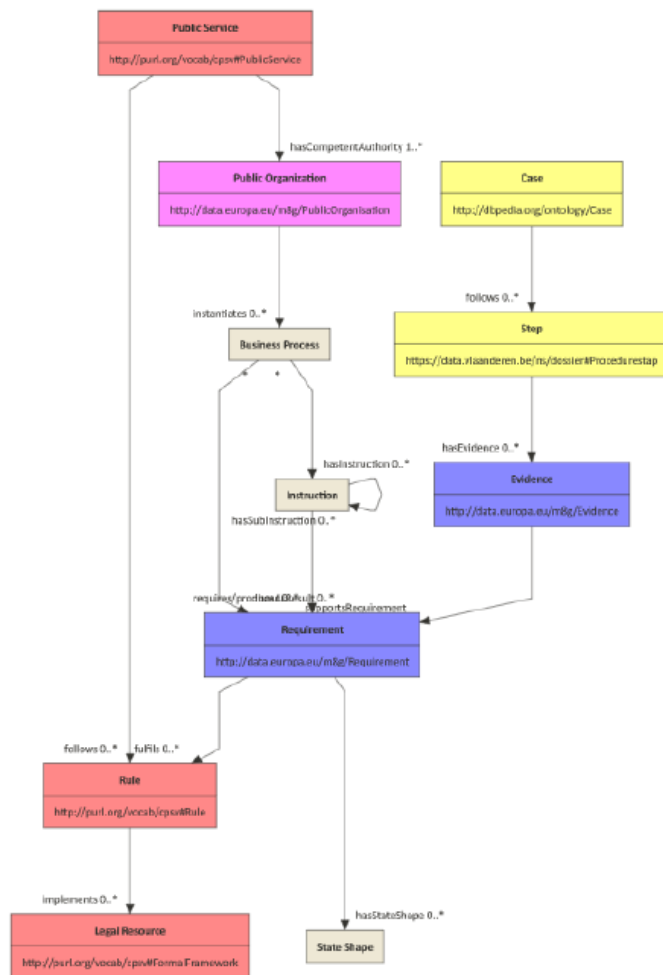 Public Service
http://purl.org/vocab/cpsv#PublicService
hasCompetentAuthority 1..*
Public Organization
http://data.europa.eu/m8g/PublicOrganisation
Case
http://dbpedia.org/ontology/Case
instantiates 0..*
follows 0..*
Business Process
Step
https://data.vlaanderen.be/ns/dossier#Procedurestap
*
*
hasInstruction 0..*
hasEvidence 0..*
Instruction
Evidence
http://data.europa.eu/m8g/Evidence
hasSubInstruction 0..*
0..*
supportsRequirement
Requirement
http://data.europa.eu/m8g/Requirement
follows 0..*
fulfils 0..*
Rule
http://purl.org/vocab/cpsv#Rule
implements 0..*
hasStateShape 0..*
Legal Resource
http://purl.org/vocab/cpsv#FormalFramework
State Shape